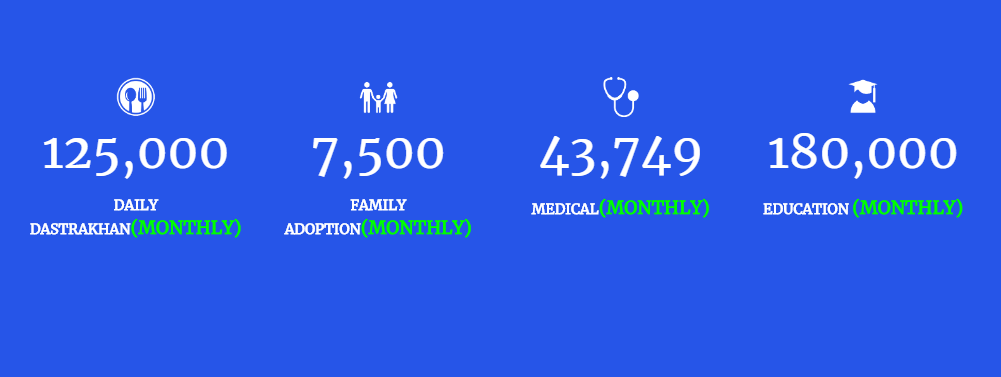 125,000
DAILY
DASTRAKHAN(MONTHLY)
7,500
FAMILY
ADOPTION(MONTHLY)
43,749
MEDICAL(MONTHLY)
180,000
EDUCATION (MONTHLY)